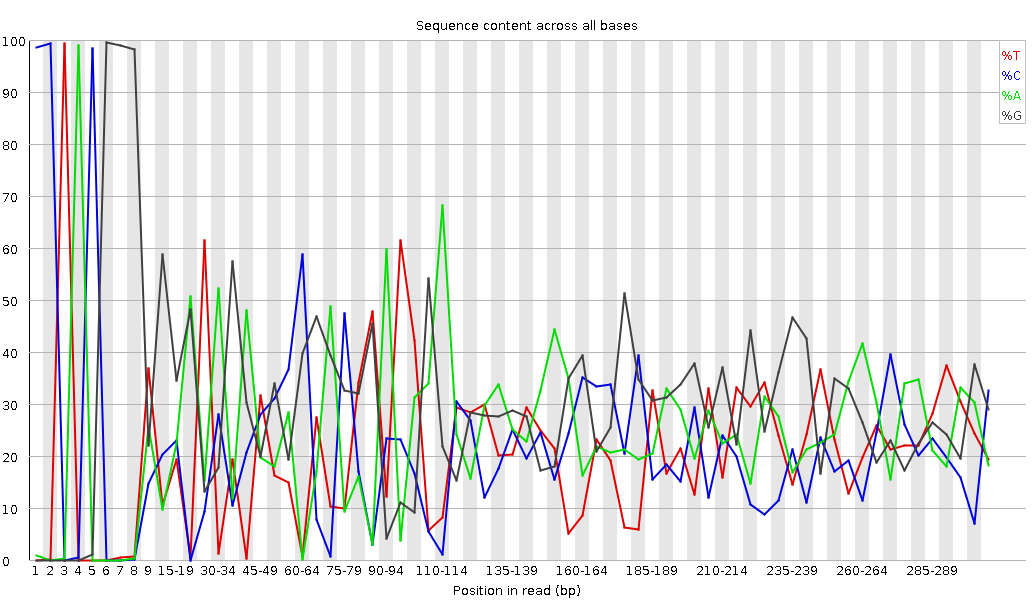 Sequence content across all bases
%T
%C
%A
%G
100
90
80
70
60
50
40
30
20
10
0
1 2 3 4 5 6 7 8 9 15-19 30-34 45-49 60-64 75-79 90-94 110-114 135-139 160-164 185-189 210-214 235-239 260-264 285-289
Position in read (bp)